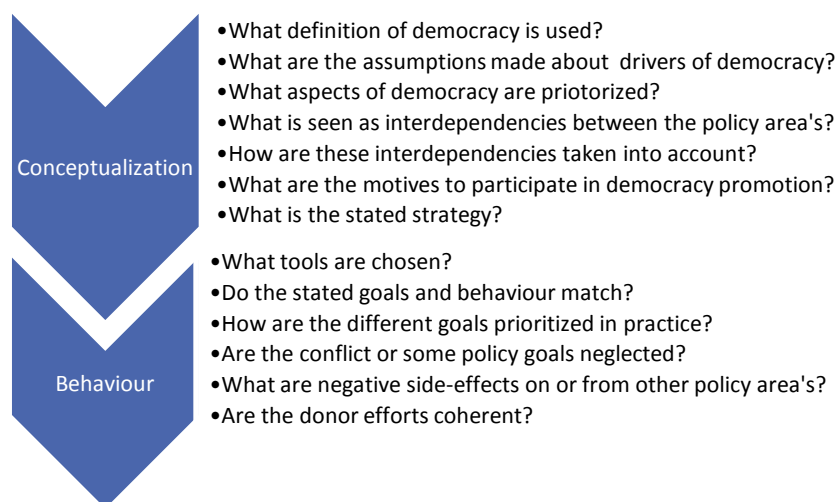 •What definition of democracy is used?
•What are the assumptions made about drivers of democracy?
•What aspects of democracy are priotorized?
•What is seen as interdependencies between the policy area's?
Conceptualization
•How are these interdependencies taken into account?
•What are the motives to participate in democracy promotion?
•What is the stated strategy?
•What tools are chosen?
•Do the stated goals and behaviour match?
•How are the different goals prioritized in practice?
•Are the conflict or some policy goals neglected?
Behaviour
•What are negative side-effects on or from other policy area's?
•Are the donor efforts coherent?